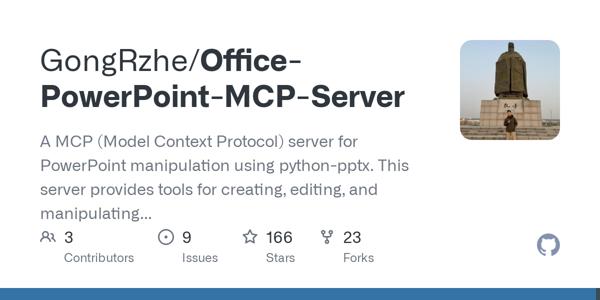 GongRzhe/Office-
PowerPoint-MCP-Server
A MCP (Model Context Protocol) server for
PowerPoint manipulation using python-pptx. This
server provides tools for creating, editing, and
manipulating...
3
Contributors
9
Issues
166
Stars
23
Forks